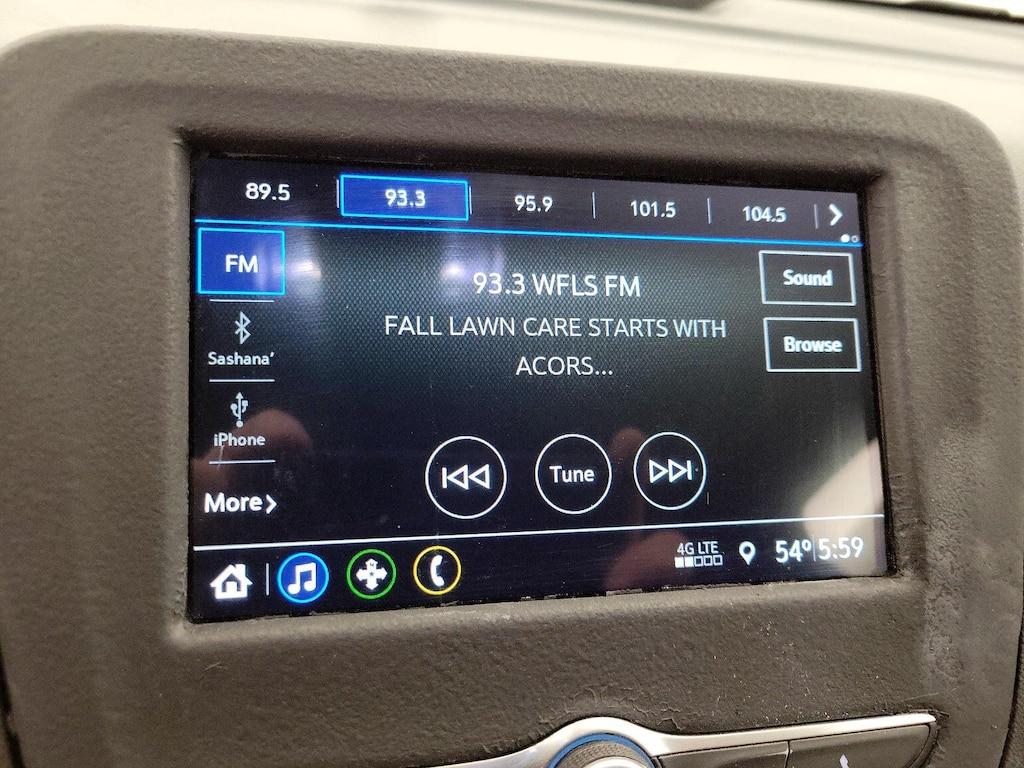 89.5 93.3 95.9 101.5 104.5
FM
93.3 WFLS FM
FALL LAWN CARE STARTS WITH
ACORS...
Sound
Browse
Sashana'
iPhone
More
Tune
4G LTE
54° 5:59